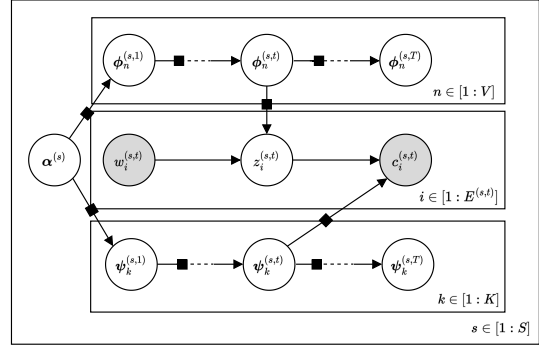 ϕ_n^{(s,1)} ϕ_n^{(s,t)} ϕ_n^{(s,T)}
n ∈ [1 : V]
α^{(s)} w_i^{(s,t)} z_i^{(s,t)} c_i^{(s,t)}
i ∈ [1 : E^{(s,t)}]
ψ_k^{(s,1)} ψ_k^{(s,t)} ψ_k^{(s,T)}
k ∈ [1 : K]
s ∈ [1 : S]